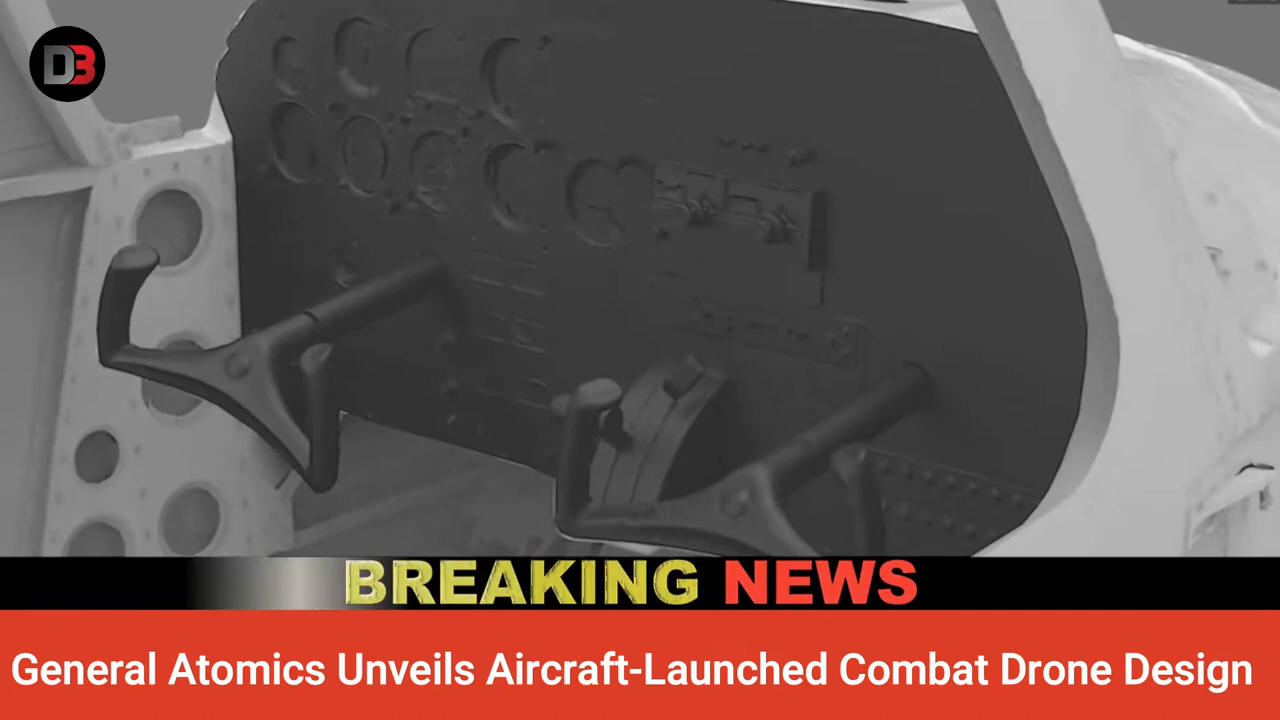 D3
BREAKING NEWS
General Atomics Unveils Aircraft-Launched Combat Drone Design